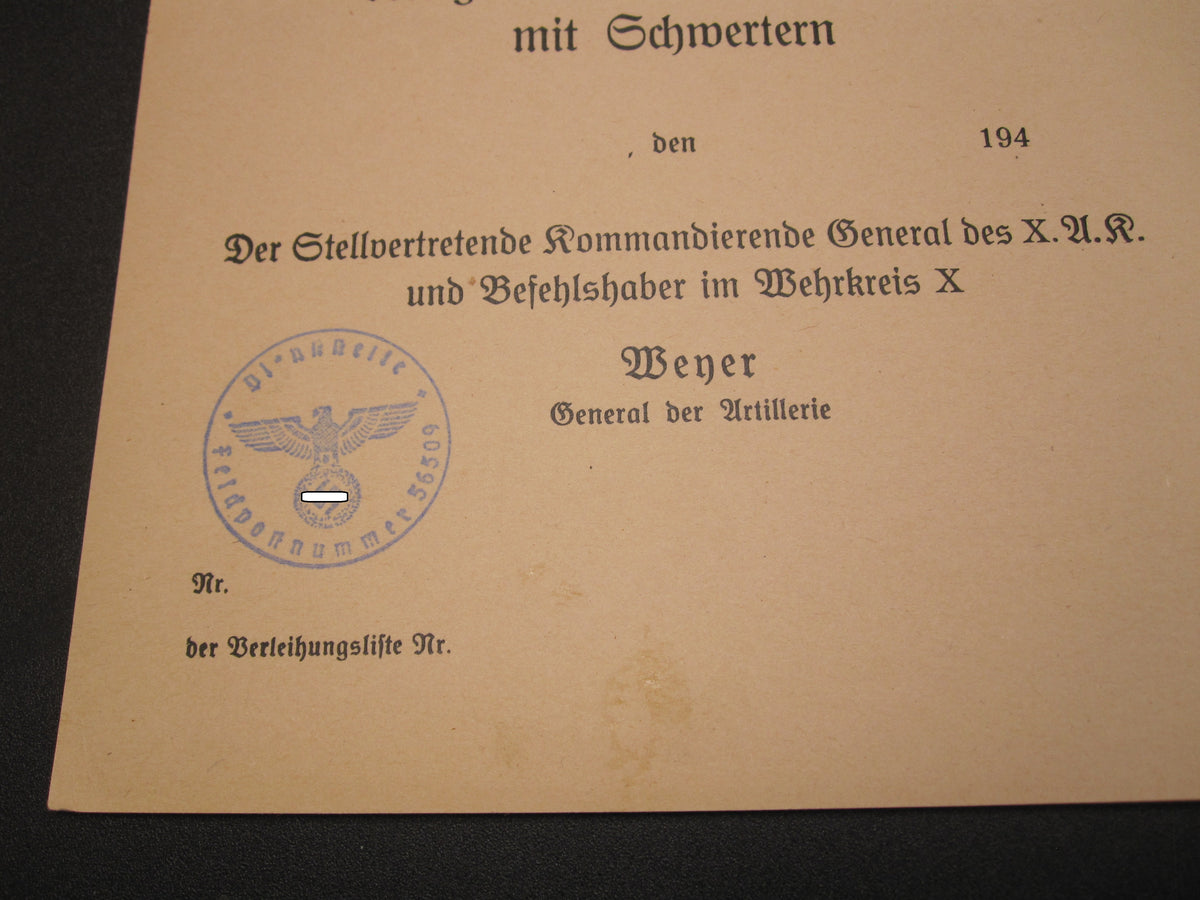 mit Schwertern
, den 194
Der Stellvertretende Kommandierende General des X. A. K.
und Befehlshaber im Wehrkreis X
Weyer
General der Artillerie
Dienststelle
Feldpostnummer 56509
Nr.
der Verleihungsliste Nr.